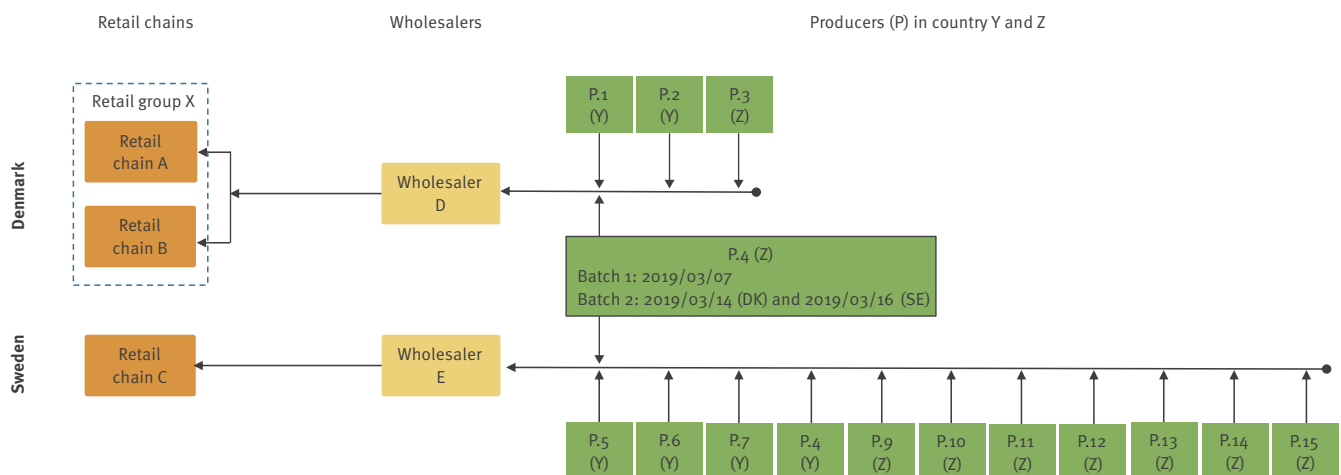 Retail chains
Wholesalers
Producers (P) in country Y and Z
Denmark
Retail group X
Retail
chain A
Retail
chain B
Wholesaler
D
P.1
(Y)
P.2
(Y)
P.3
(Z)
P.4 (Z)
Batch 1: 2019/03/07
Batch 2: 2019/03/14 (DK) and 2019/03/16 (SE)
Sweden
Retail
chain C
Wholesaler
E
P.5
(Y)
P.6
(Y)
P.7
(Y)
P.4
(Y)
P.9
(Z)
P.10
(Z)
P.11
(Z)
P.12
(Z)
P.13
(Z)
P.14
(Z)
P.15
(Z)